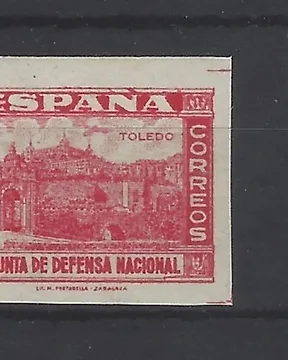 ESPAÑA
TOLEDO
CORREOS
UNTA DE DEFENSA NACIONAL
LIT. M. PORTABELLA - ZARAGOZA